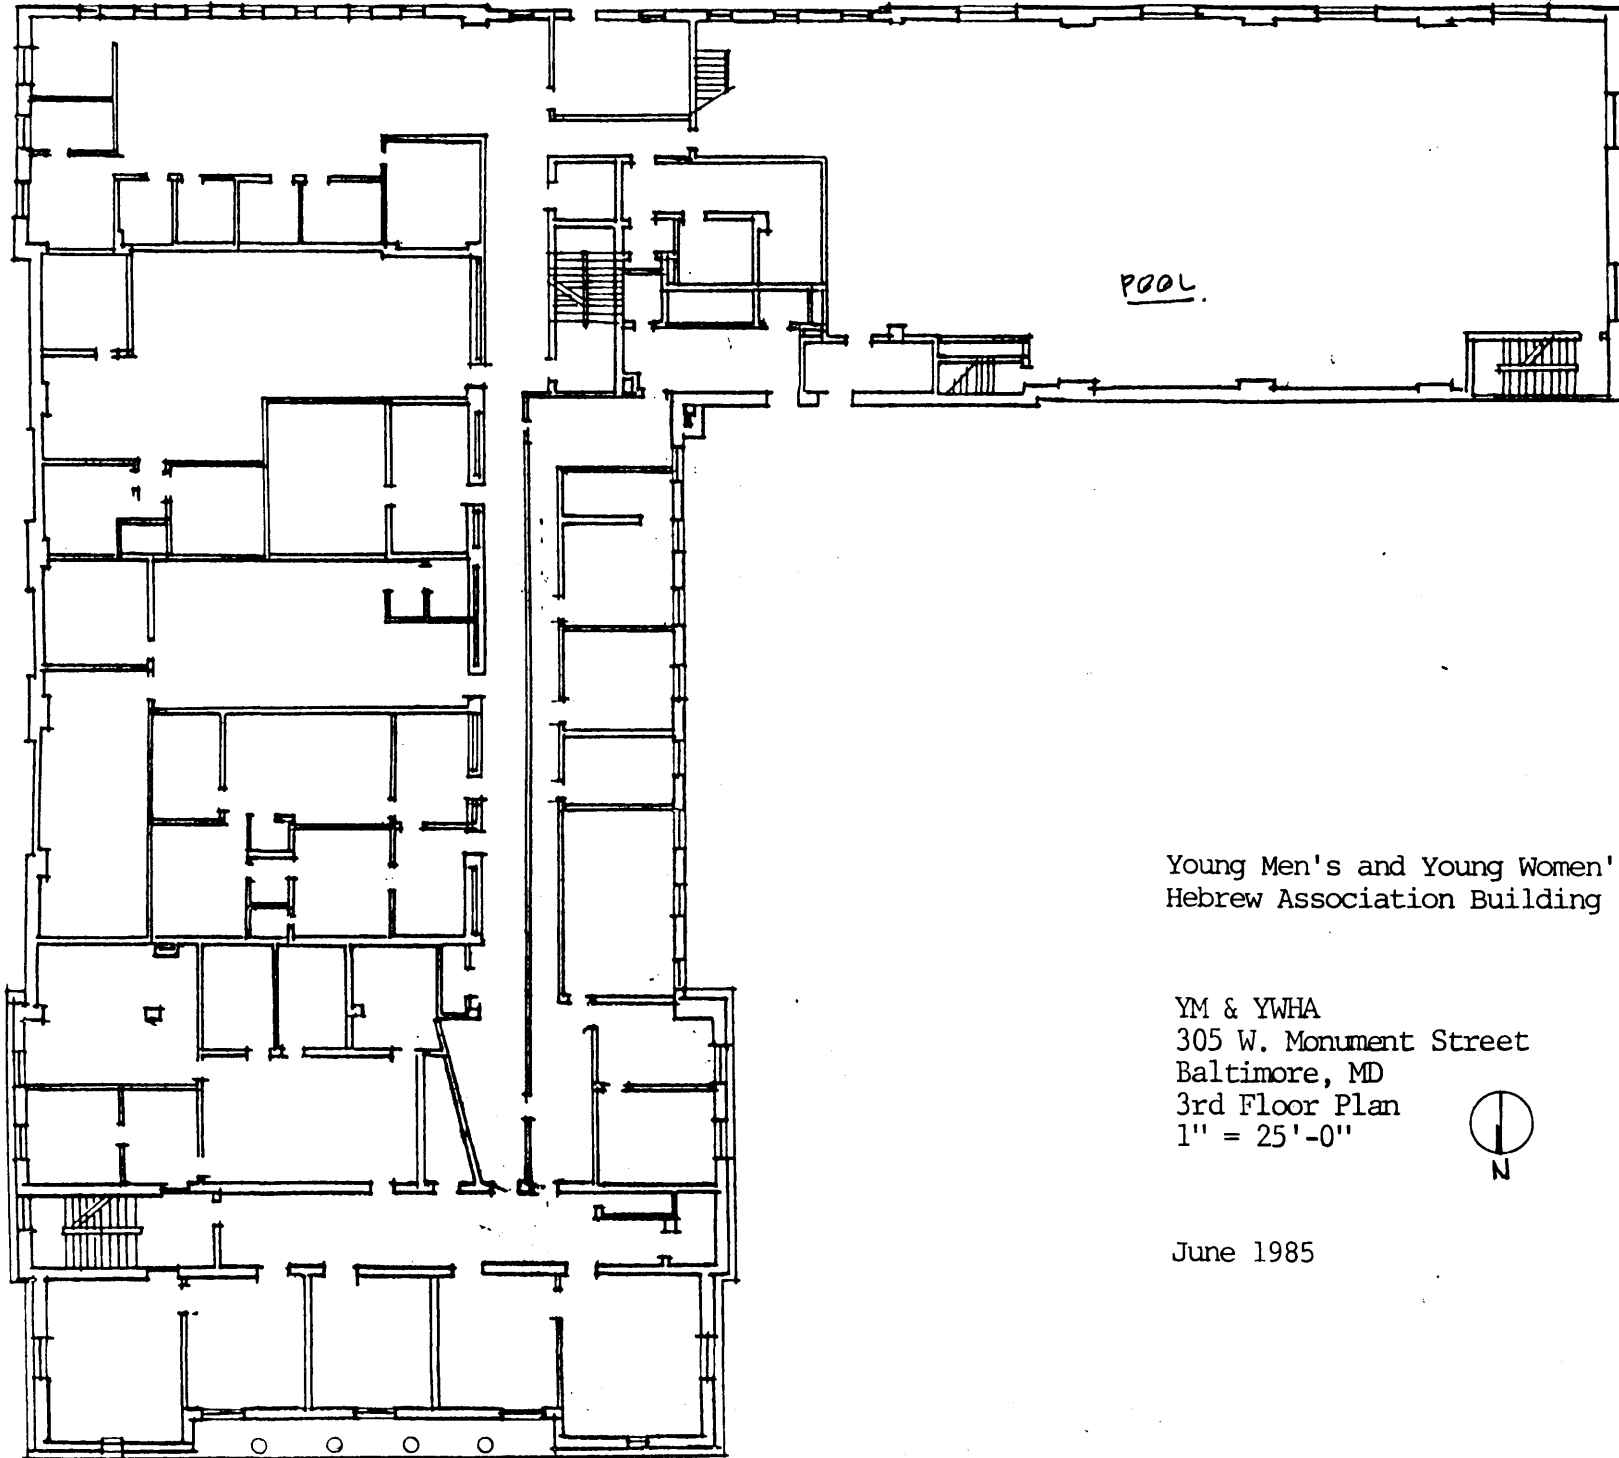 POOL.
Young Men's and Young Women'
Hebrew Association Building
YM & YWHA
305 W. Monument Street
Baltimore, MD
3rd Floor Plan
1" = 25'-0"
N
June 1985